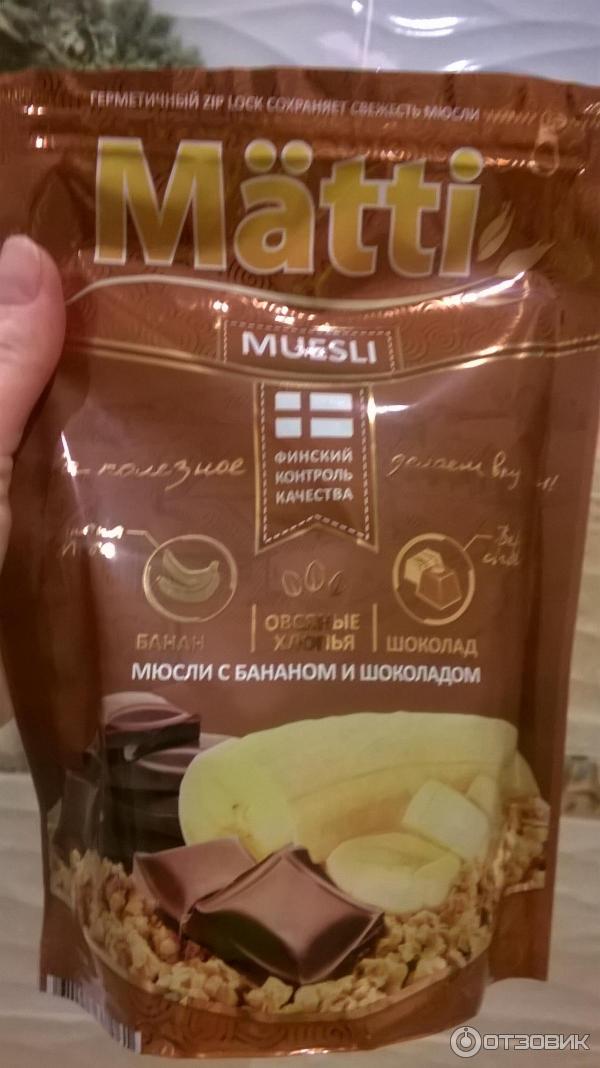 ГЕРМЕТИЧНЫЙ ZIP LOCK СОХРАНЯЕТ СВЕЖЕСТЬ МЮСЛИ
Mätti
MUESLI
ФИНСКИЙ
КОНТРОЛЬ
КАЧЕСТВА
полезное
делаем
БАНАН
ОВСЯНЫЕ
ХЛОПЬЯ
ШОКОЛАД
МЮСЛИ С БАНАНОМ И ШОКОЛАДОМ
ОТЗОВИК